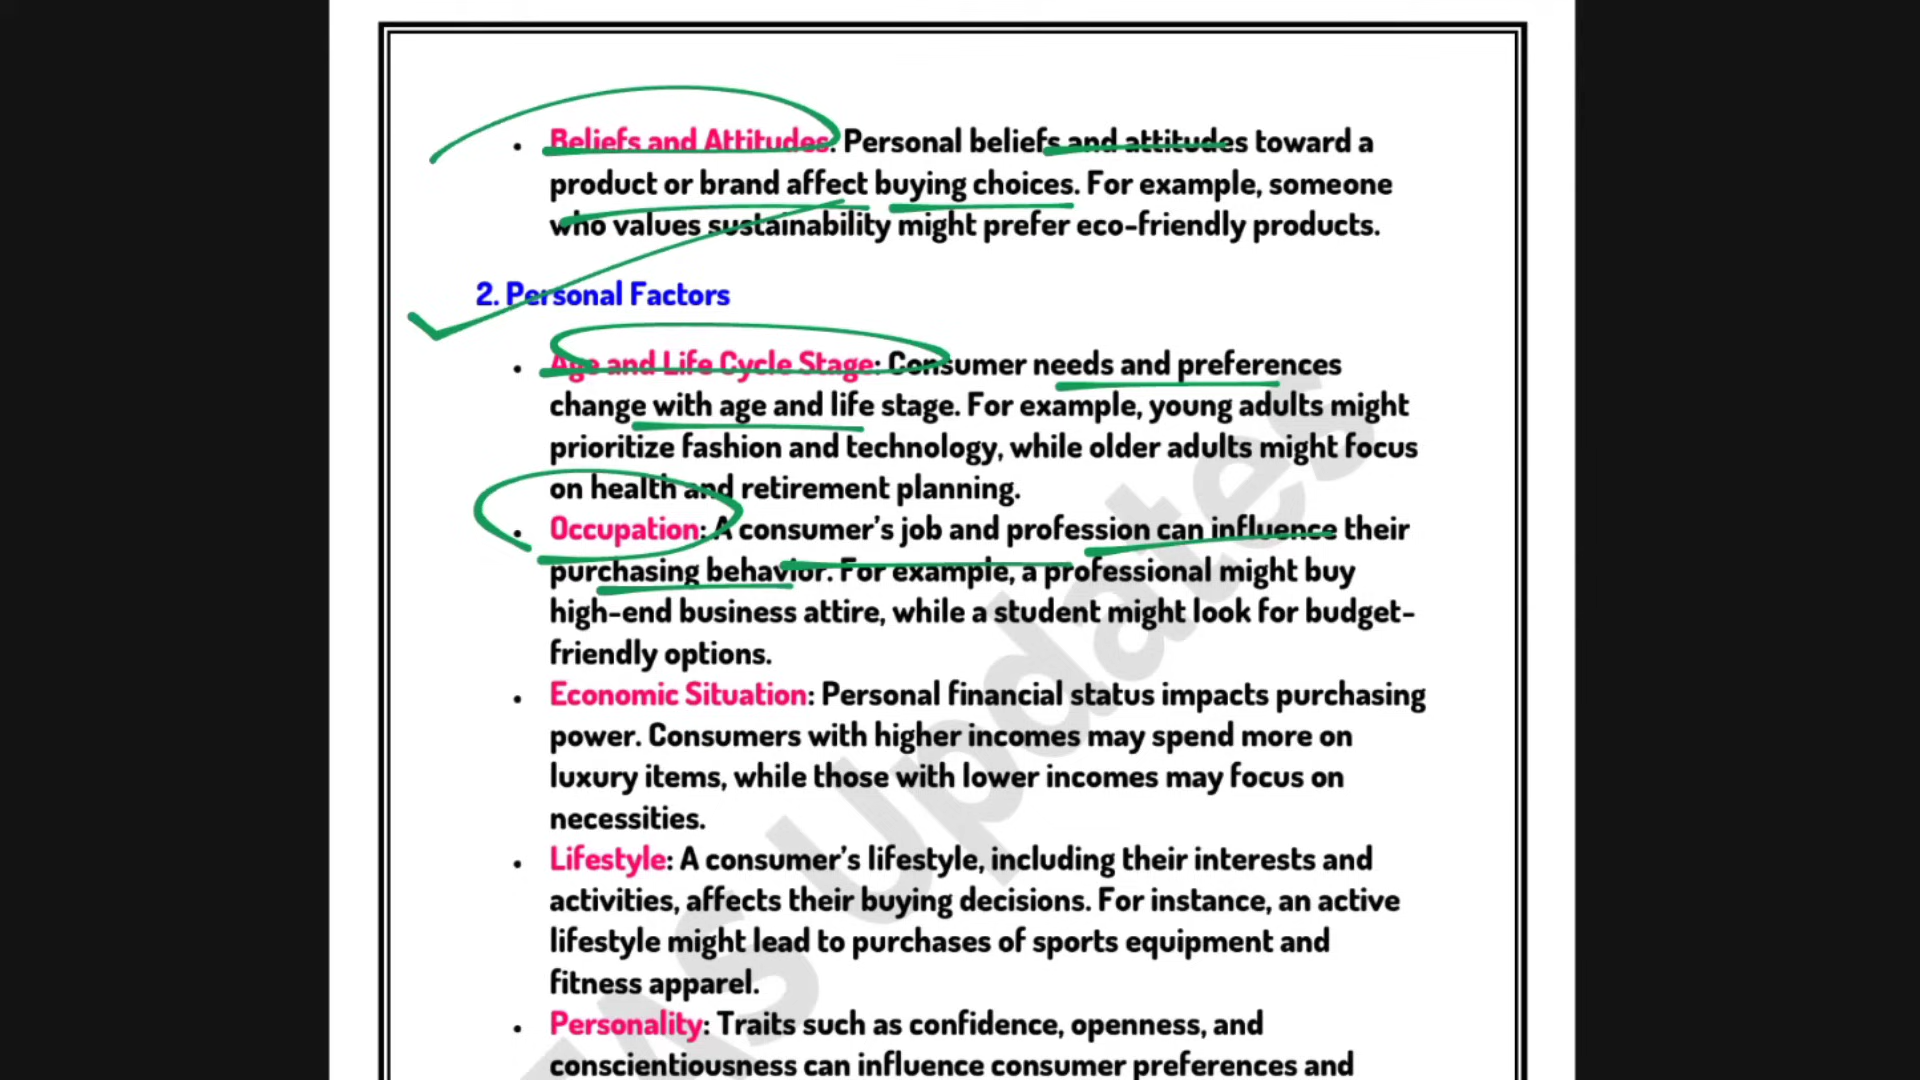 • Beliefs and Attitudes: Personal beliefs and attitudes toward a
product or brand affect buying choices. For example, someone
who values sustainability might prefer eco-friendly products.
2. Personal Factors
• Age and Life Cycle Stage: Consumer needs and preferences
change with age and life stage. For example, young adults might
prioritize fashion and technology, while older adults might focus
on health and retirement planning.
• Occupation: A consumer’s job and profession can influence their
purchasing behavior. For example, a professional might buy
high-end business attire, while a student might look for budget-
friendly options.
• Economic Situation: Personal financial status impacts purchasing
power. Consumers with higher incomes may spend more on
luxury items, while those with lower incomes may focus on
necessities.
• Lifestyle: A consumer’s lifestyle, including their interests and
activities, affects their buying decisions. For instance, an active
lifestyle might lead to purchases of sports equipment and
fitness apparel.
• Personality: Traits such as confidence, openness, and
conscientiousness can influence consumer preferences and
Updates